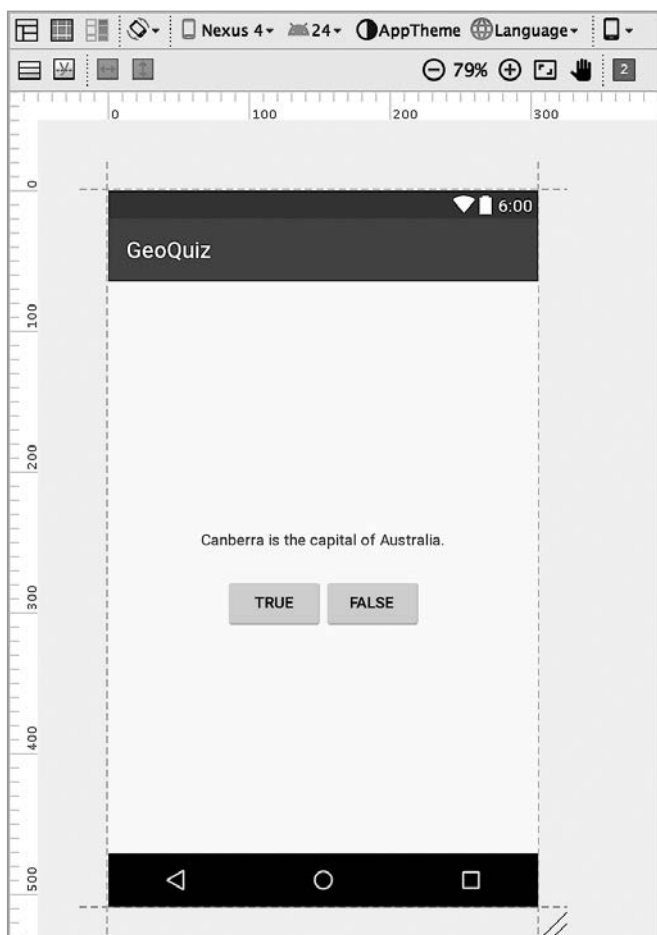 Nexus 4 24 AppTheme Language
79% 2
0 100 200 300
0
6:00
GeoQuiz
100
200
Canberra is the capital of Australia.
TRUE FALSE
300
400
500